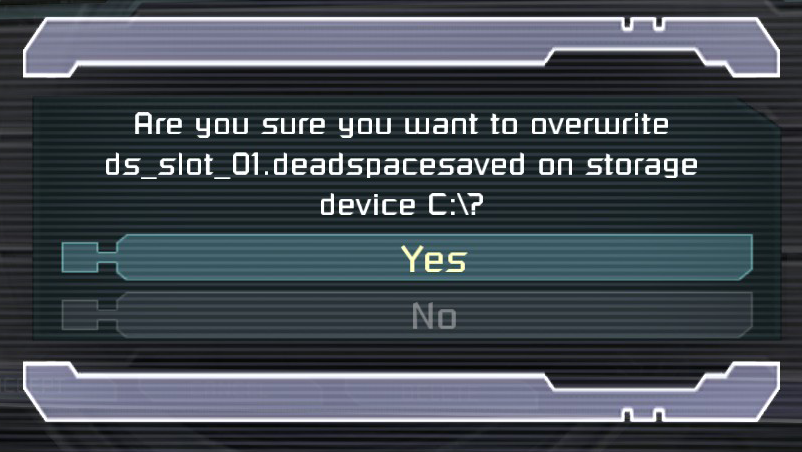 Are you sure you want to overwrite
ds_slot_01.deadspacesaved on storage
device C:\?
Yes
No